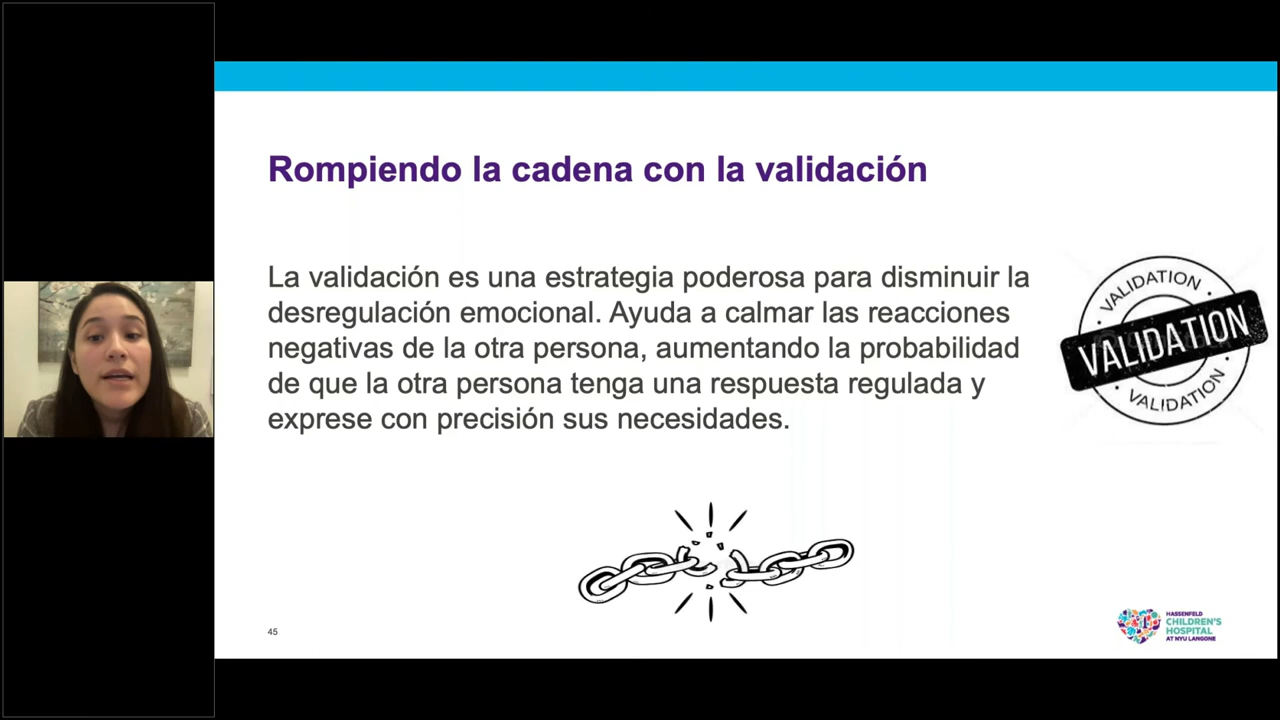 Rompiendo la cadena con la validación
La validación es una estrategia poderosa para disminuir la
desregulación emocional. Ayuda a calmar las reacciones
negativas de la otra persona, aumentando la probabilidad
de que la otra persona tenga una respuesta regulada y
exprese con precisión sus necesidades.
VALIDATION
VALIDATION
VALIDATION
45
HASSENFELD
CHILDREN'S
HOSPITAL
AT NYU LANGONE